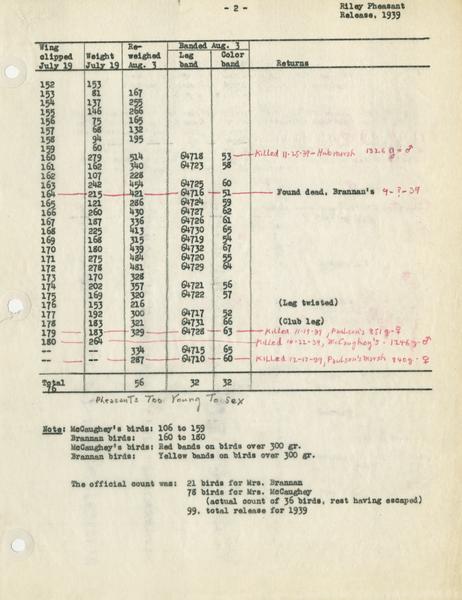 - 2 -
Riley Pheasant
Release, 1939
Wing clipped July 19 | Weight July 19 | Re-weighed Aug. 3 | Banded Aug. 3 Leg band | Color band | Returns
152 153
153 81 167
154 137 255
155 146 266
156 75 165
157 68 132
158 94 195
159 60
160 279 514 64718 53 Killed 11-25-39 - Hub marsh 1326 g - ♂
161 162 340 64723 58
162 107 228
163 242 454 64725 60
164 215 421 64716 51 Found dead, Brannan's 9-?-39
165 121 286 64724 59
166 260 430 64727 62
167 187 336 64726 61
168 225 413 64730 65
169 168 315 64719 54
170 180 439 64732 67
171 275 484 64720 55
172 278 481 64729 64
173 170 328
174 202 357 64721 56
175 169 320 64722 57
176 153 216 (Leg twisted)
177 192 300 64717 52
178 183 321 64731 66 (Club leg)
179 183 329 64728 63 Killed 11-19-39, Paulson's 851 g - ♀
180 264 Killed 10-22-39, McCaughey's - 1246 g - ♂
-- 334 64715 65
-- 287 64710 60 Killed 12-13-39, Paulson's Marsh 940 g - ♀
Total
76 56 32 32
Pheasants Too Young To Sex
Note: McCaughey's birds: 106 to 159
Brannan birds: 160 to 180
McCaughey's birds: Red bands on birds over 300 gr.
Brannan birds: Yellow bands on birds over 300 gr.
The official count was: 21 birds for Mrs. Brannan
78 birds for Mrs. McCaughey
(actual count of 36 birds, rest having escaped)
99. total release for 1939